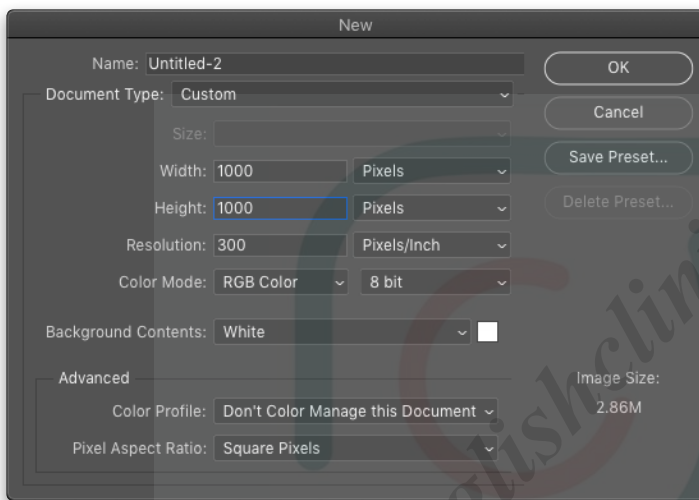 New
Name: Untitled-2
OK
Document Type: Custom
Cancel
Size:
Save Preset...
Width: 1000 Pixels
Height: 1000 Pixels
Delete Preset...
Resolution: 300 Pixels/Inch
Color Mode: RGB Color 8 bit
Background Contents: White
Advanced
Image Size:
2.86M
Color Profile: Don't Color Manage this Document
Pixel Aspect Ratio: Square Pixels